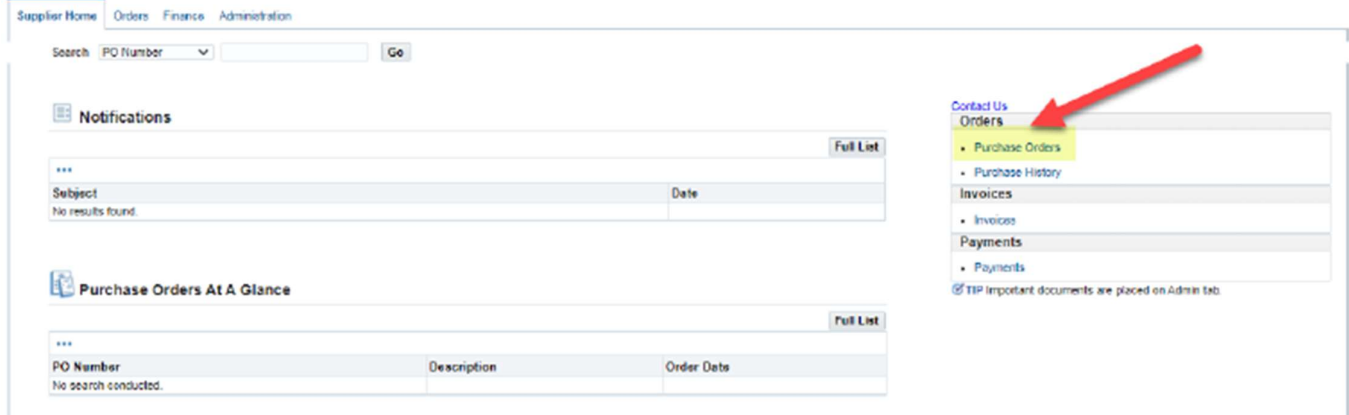 Supplier Home Orders Finance Administration
Search PO Number Go
Notifications
Full List
Subject Date
No results found.
Purchase Orders At A Glance
Full List
PO Number Description Order Date
No search conducted.
Contact Us
Orders
Purchase Orders
Purchase History
Invoices
Invoices
Payments
Payments
TIP Important documents are placed on Admin tab.